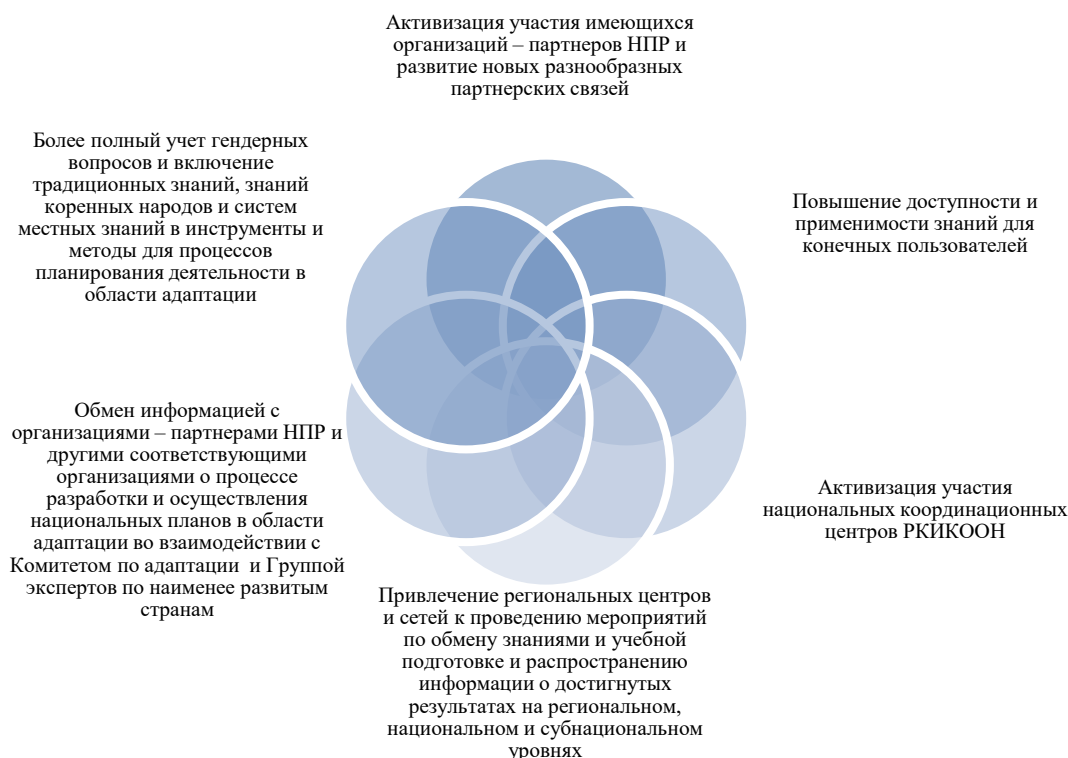 Активизация участия имеющихся
организаций – партнеров НПР и
развитие новых разнообразных
партнерских связей
Повышение доступности и
применимости знаний для
конечных пользователей
Активизация участия
национальных координационных
центров РКИКООН
Привлечение региональных центров
и сетей к проведению мероприятий
по обмену знаниями и учебной
подготовке и распространению
информации о достигнутых
результатах на региональном,
национальном и субнациональном
уровнях
Обмен информацией с
организациями – партнерами НПР и
другими соответствующими
организациями о процессе
разработки и осуществления
национальных планов в области
адаптации во взаимодействии с
Комитетом по адаптации и Группой
экспертов по наименее развитым
странам
Более полный учет гендерных
вопросов и включение
традиционных знаний, знаний
коренных народов и систем
местных знаний в инструменты и
методы для процессов
планирования деятельности в
области адаптации